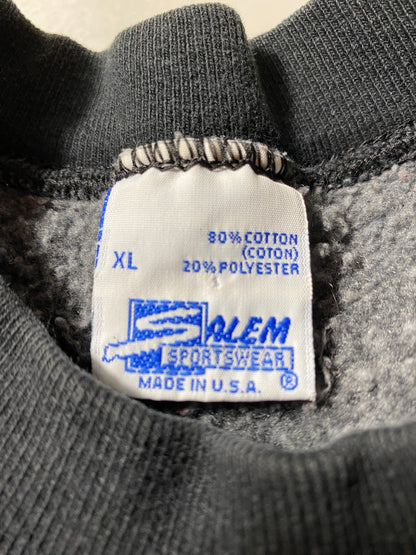 XL
80% COTTON
(COTON)
20% POLYESTER
SALEM
SPORTSWEAR
MADE IN U.S.A. ®